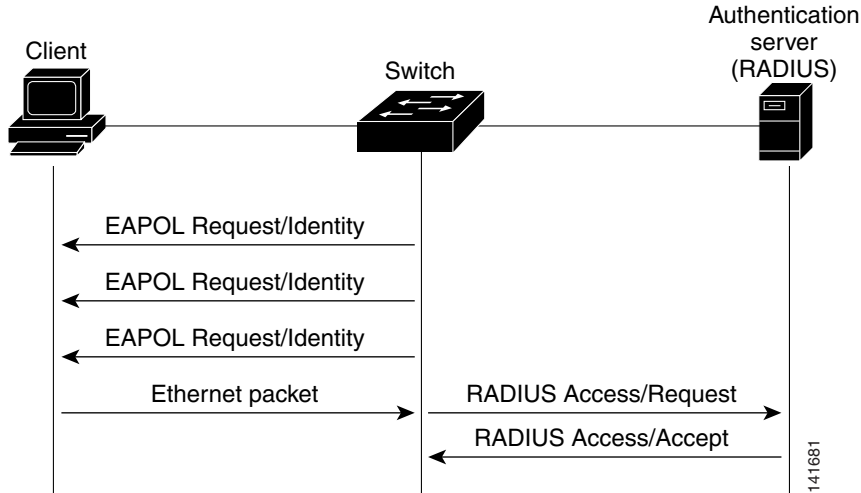 Client
Switch
Authentication
server
(RADIUS)
EAPOL Request/Identity
EAPOL Request/Identity
EAPOL Request/Identity
Ethernet packet
RADIUS Access/Request
RADIUS Access/Accept
141681